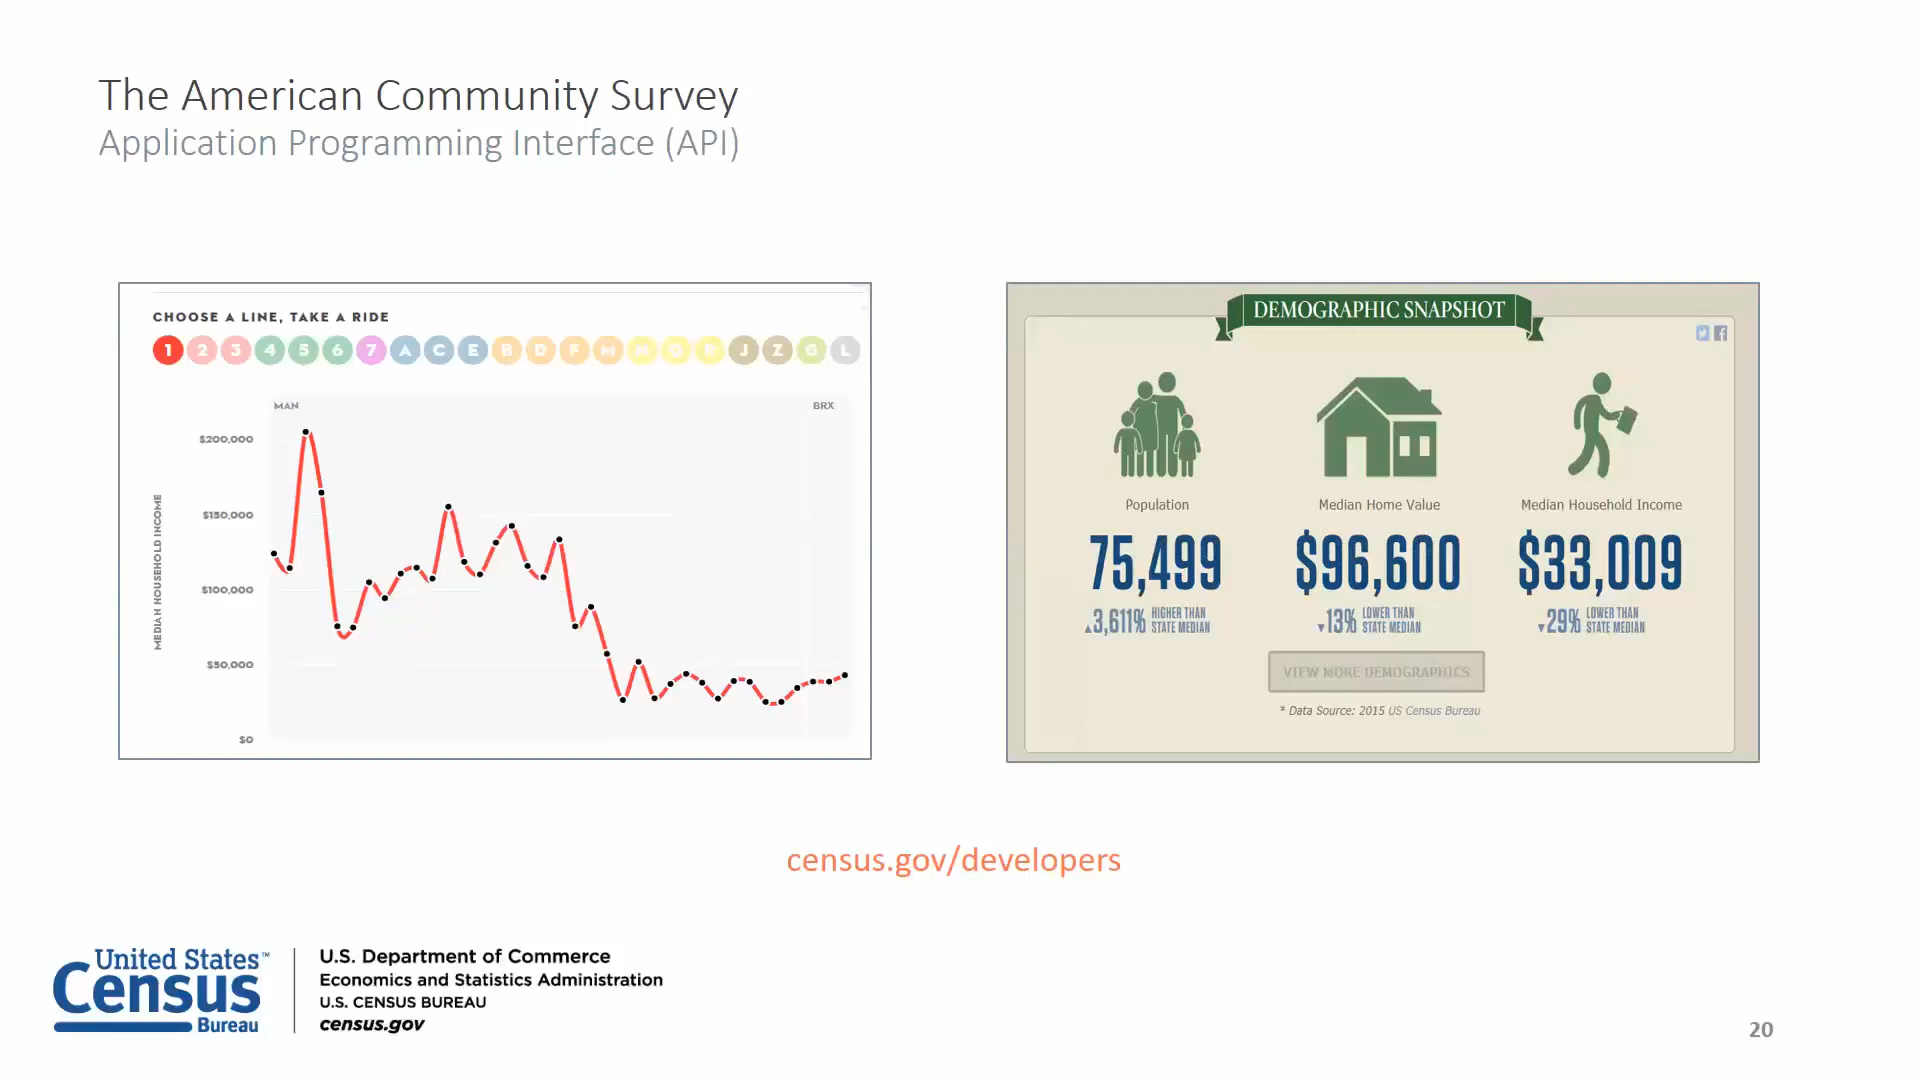 The American Community Survey
Application Programming Interface (API)
CHOOSE A LINE, TAKE A RIDE
1 2 3 4 5 6 7 A C E B D F M N Q R J Z G L
MAN BRX
$200,000
$150,000
$100,000
$50,000
$0
MEDIAN HOUSEHOLD INCOME
DEMOGRAPHIC SNAPSHOT
Population
75,499
▲3,611% HIGHER THAN
STATE MEDIAN
Median Home Value
$96,600
▼13% LOWER THAN
STATE MEDIAN
Median Household Income
$33,009
▼29% LOWER THAN
STATE MEDIAN
VIEW MORE DEMOGRAPHICS
* Data Source: 2015 US Census Bureau
census.gov/developers
United States™
Census
Bureau
U.S. Department of Commerce
Economics and Statistics Administration
U.S. CENSUS BUREAU
census.gov
20